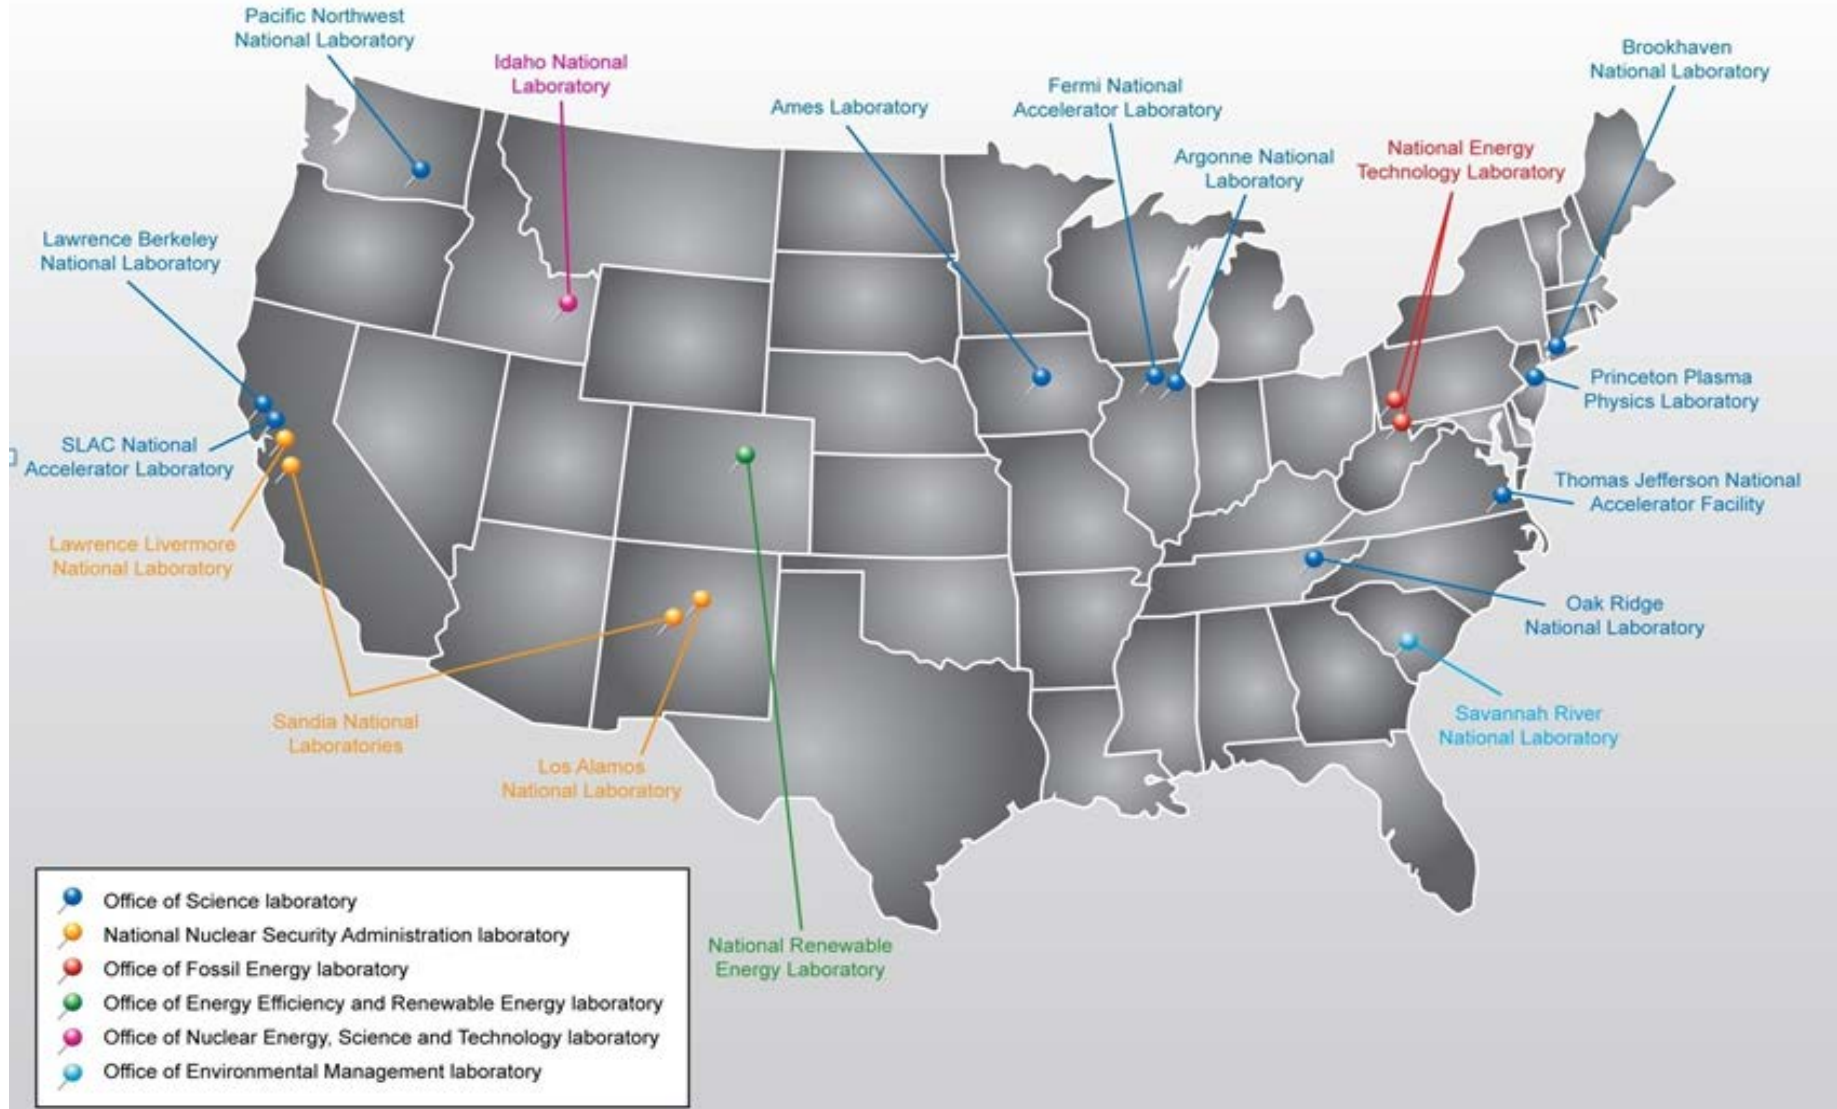 Pacific Northwest
National Laboratory
Idaho National
Laboratory
Ames Laboratory
Fermi National
Accelerator Laboratory
Argonne National
Laboratory
National Energy
Technology Laboratory
Brookhaven
National Laboratory
Lawrence Berkeley
National Laboratory
SLAC National
Accelerator Laboratory
Lawrence Livermore
National Laboratory
Sandia National
Laboratories
Los Alamos
National Laboratory
National Renewable
Energy Laboratory
Princeton Plasma
Physics Laboratory
Thomas Jefferson National
Accelerator Facility
Oak Ridge
National Laboratory
Savannah River
National Laboratory
Office of Science laboratory
National Nuclear Security Administration laboratory
Office of Fossil Energy laboratory
Office of Energy Efficiency and Renewable Energy laboratory
Office of Nuclear Energy, Science and Technology laboratory
Office of Environmental Management laboratory